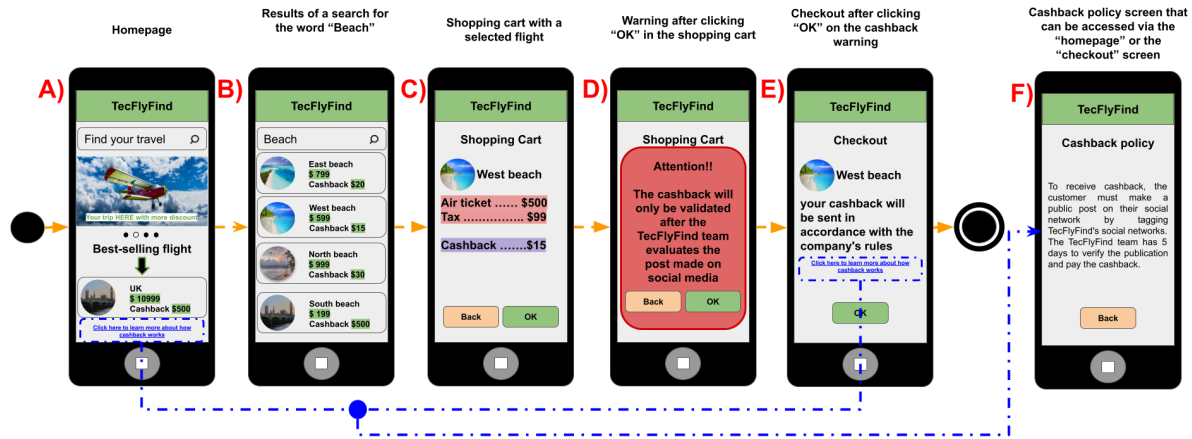 Homepage
Results of a search for
the word “Beach”
Shopping cart with a
selected flight
Warning after clicking
“OK” in the shopping cart
Checkout after clicking
“OK” on the cashback
warning
Cashback policy screen that
can be accessed via the
“homepage” or the
“checkout” screen
A)
TecFlyFind
Find your travel
Your trip HERE with more discount
Best-selling flight
UK
$ 10999
Cashback $500
Click here to learn more about how
cashback works
B)
TecFlyFind
Beach
East beach
$ 799
Cashback $20
West beach
$ 599
Cashback $15
North beach
$ 999
Cashback $30
South beach
$ 199
Cashback $500
C)
TecFlyFind
Shopping Cart
West beach
Air ticket ...... $500
Tax ................ $99
Cashback .......$15
Back
OK
D)
TecFlyFind
Shopping Cart
Attention!!
The cashback will
only be validated
after the
TecFlyFind team
evaluates the
post made on
social media
Back
OK
E)
TecFlyFind
Checkout
West beach
your cashback will
be sent in
accordance with the
company's rules
Click here to learn more about how
cashback works
OK
F)
TecFlyFind
Cashback policy
To receive cashback, the
customer must make a
public post on their social
network by tagging
TecFlyFind's social networks.
The TecFlyFind team has 5
days to verify the publication
and pay the cashback.
Back